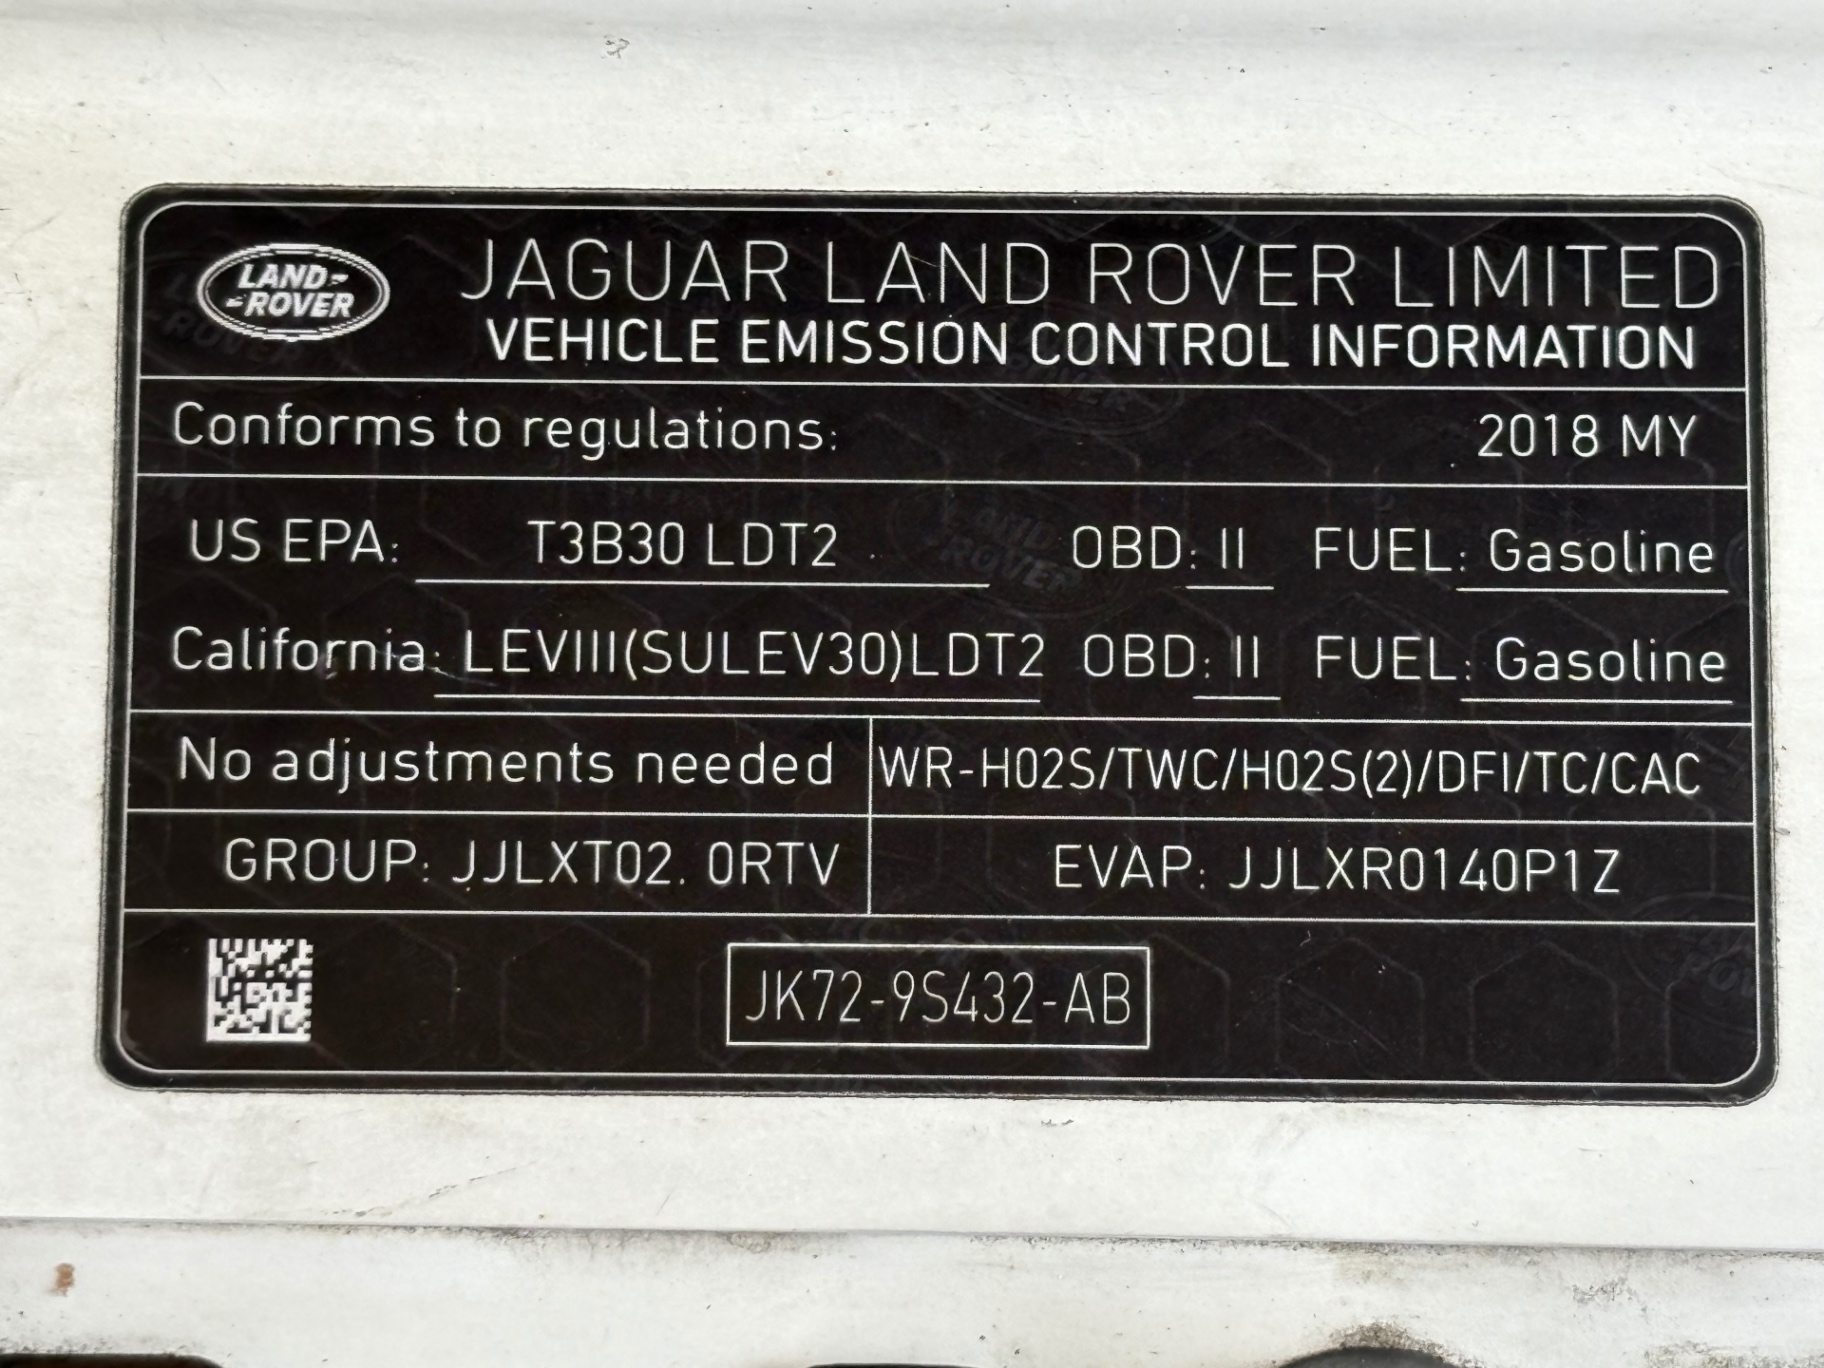 LAND-
-ROVER
JAGUAR LAND ROVER LIMITED
VEHICLE EMISSION CONTROL INFORMATION
Conforms to regulations: 2018 MY
US EPA: T3B30 LDT2 OBD: II FUEL: Gasoline
California: LEVIII(SULEV30)LDT2 OBD: II FUEL: Gasoline
No adjustments needed WR-HO2S/TWC/HO2S(2)/DFI/TC/CAC
GROUP: JJLXT02. 0RTV EVAP: JJLXR0140P1Z
JK72-9S432-AB